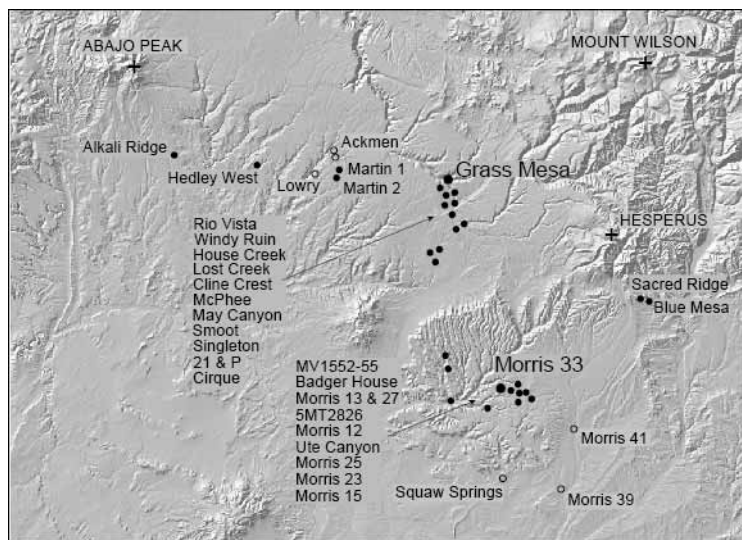 ABAJO PEAK
MOUNT WILSON
Ackmen
Alkali Ridge
Martin 1
Grass Mesa
Hedley West
Lowry
Martin 2
Rio Vista
Windy Ruin
House Creek
Lost Creek
Cline Crest
McPhee
May Canyon
Smoot
Singleton
21 & P
Cirque
HESPERUS
Sacred Ridge
Blue Mesa
MV1552-55
Badger House
Morris 13 & 27
5MT2826
Morris 12
Ute Canyon
Morris 25
Morris 23
Morris 15
Morris 33
Morris 41
Squaw Springs
Morris 39